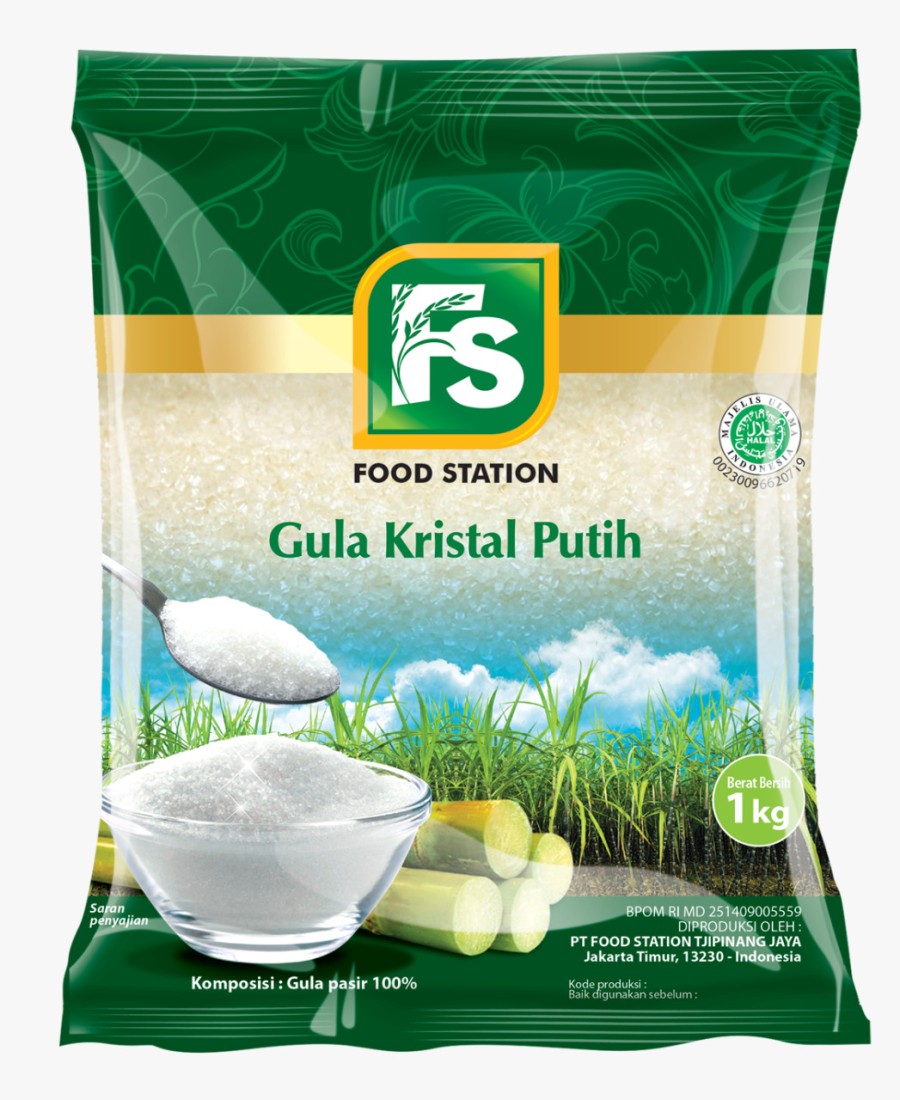 FS
FOOD STATION
Gula Kristal Putih
MAJELIS ULAMA
حلال
HALAL
INDONESIA
00230096620719
Berat Bersih
1kg
Saran
penyajian
Komposisi : Gula pasir 100%
BPOM RI MD 251409005559
DIPRODUKSI OLEH :
PT FOOD STATION TJIPINANG JAYA
Jakarta Timur, 13230 - Indonesia
Kode produksi :
Baik digunakan sebelum :